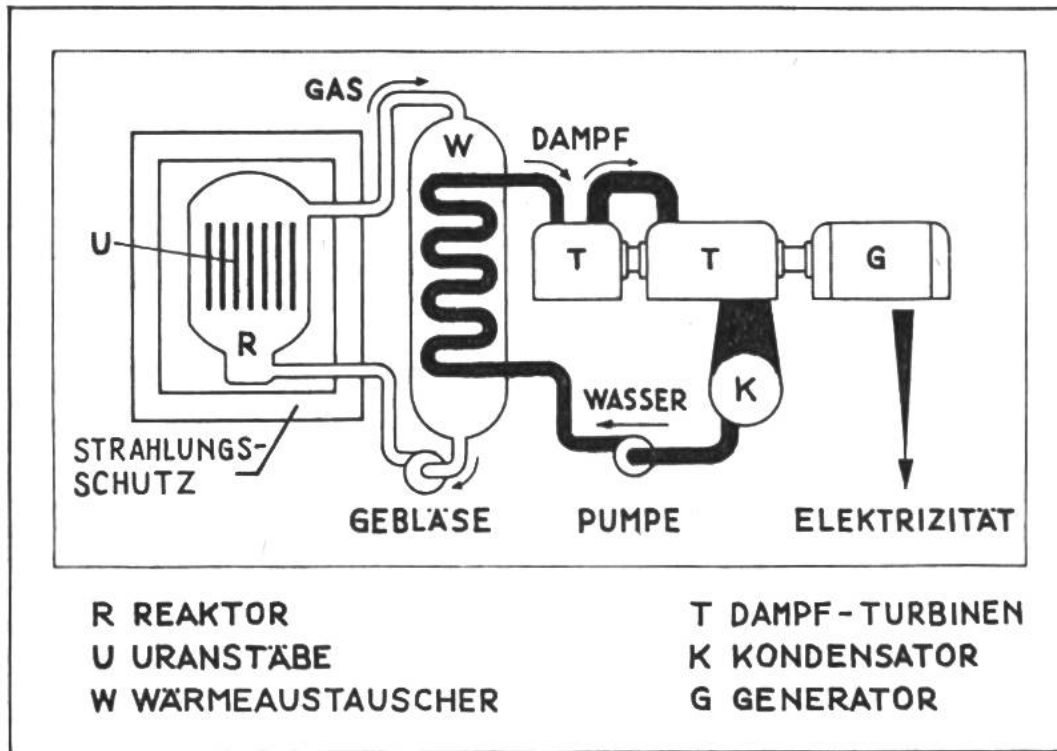 GAS
W
DAMPF
U
T
T
G
R
K
WASSER
STRAHLUNGS-
SCHUTZ
GEBLÄSE
PUMPE
ELEKTRIZITÄT
R REAKTOR
U URANSTÄBE
W WÄRMEAUSTAUSCHER
T DAMPF-TURBINEN
K KONDENSATOR
G GENERATOR